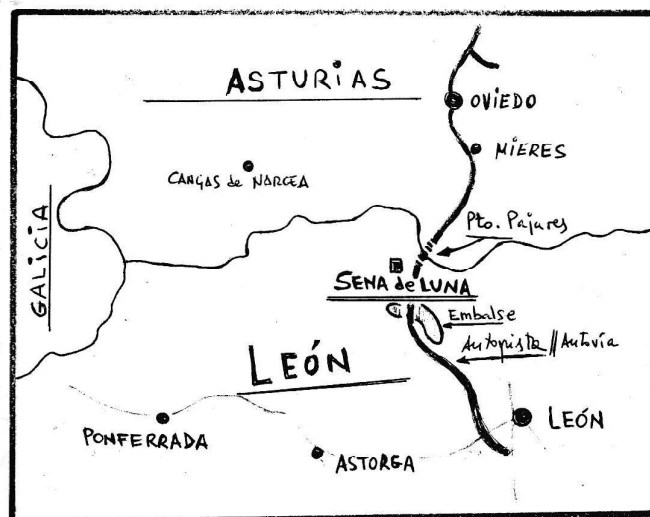 ASTURIAS
OVIEDO
MIERES
CANGAS de NARCEA
Pto. Pajares
GALICIA
SENA de LUNA
Embalse
Autopista || Autovía
LEÓN
PONFERRADA
LEÓN
ASTORGA